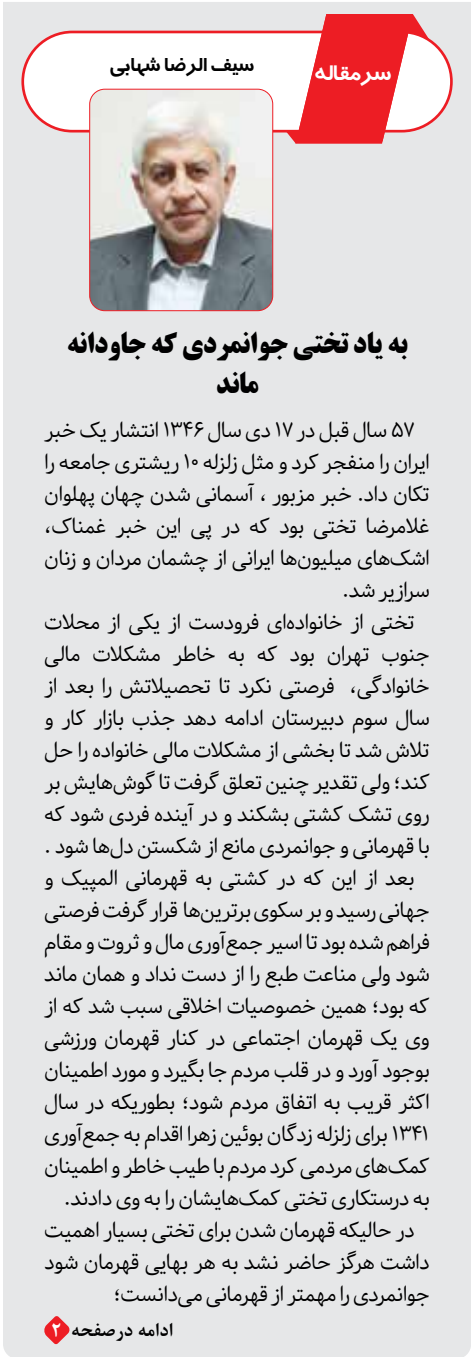 سرمقاله
سیف الرضا شهابی
به یاد تختی جوانمردی که جاودانه
ماند
۵۷ سال قبل در ۱۷ دی سال ۱۳۴۶ انتشار یک خبر
ایران را منفجر کرد و مثل زلزله ۱۰ ریشتری جامعه را
تکان داد. خبر مزبور ، آسمانی شدن جهان پهلوان
غلامرضا تختی بود که در پی این خبر غمناک،
اشک‌های میلیون‌ها ایرانی از چشمان مردان و زنان
سرازیر شد.
تختی از خانواده‌ای فرودست از یکی از محلات
جنوب تهران بود که به خاطر مشکلات مالی
خانوادگی، فرصتی نکرد تا تحصیلاتش را بعد از
سال سوم دبیرستان ادامه دهد جذب بازار کار و
تلاش شد تا بخشی از مشکلات مالی خانواده را حل
کند؛ ولی تقدیر چنین تعلق گرفت تا گوش‌هایش بر
روی تشک کشتی بشکند و در آینده فردی شود که
با قهرمانی و جوانمردی مانع از شکستن دل‌ها شود .
بعد از این که در کشتی به قهرمانی المپیک و
جهانی رسید و بر سکوی برترین‌ها قرار گرفت فرصتی
فراهم شده بود تا اسیر جمع‌آوری مال و ثروت و مقام
شود ولی مناعت طبع را از دست نداد و همان ماند
که بود؛ همین خصوصیات اخلاقی سبب شد که از
وی یک قهرمان اجتماعی در کنار قهرمان ورزشی
بوجود آورد و در قلب مردم جا بگیرد و مورد اطمینان
اکثر قریب به اتفاق مردم شود؛ بطوریکه در سال
۱۳۴۱ برای زلزله زدگان بوئین زهرا اقدام به جمع‌آوری
کمک‌های مردمی کرد مردم با طیب خاطر و اطمینان
به درستکاری تختی کمک‌هایشان را به وی دادند.
در حالیکه قهرمان شدن برای تختی بسیار اهمیت
داشت هرگز حاضر نشد به هر بهایی قهرمان شود
جوانمردی را مهمتر از قهرمانی می‌دانست؛
ادامه درصفحه ۲